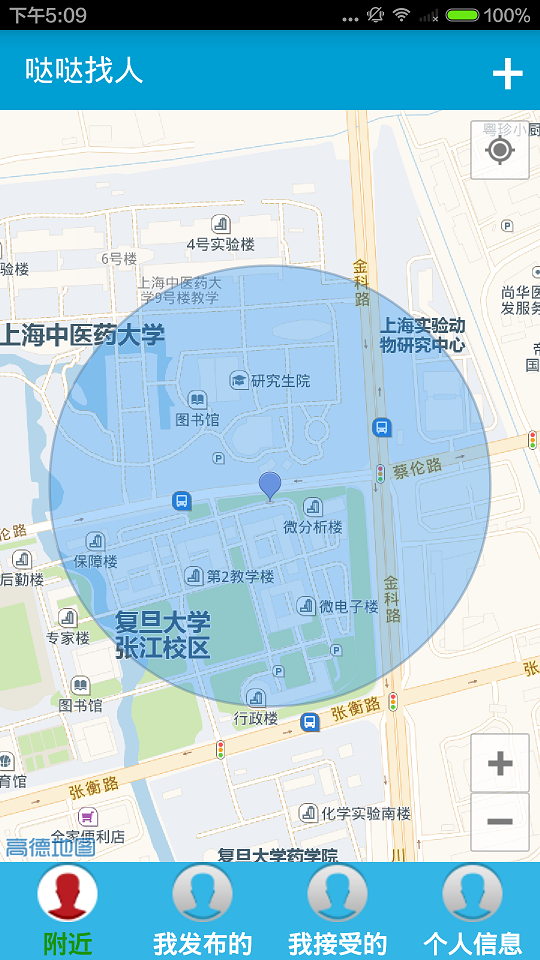 下午5:09
100%
哒哒找人
粤珍小厨
4号实验楼
6号楼
验楼
上海中医药大
学9号楼教学
金科路
尚华医
发服务
上海中医药大学
上海实验动
物研究中心
帝
国
研究生院
图书馆
蔡伦路
伦路
微分析楼
保障楼
后勤楼
第2教学楼
微电子楼
金科路
复旦大学
张江校区
专家楼
张
图书馆
行政楼
张衡路
育馆
张衡路
化学实验南楼
全家便利店
高德地图
复旦大学药学院
附近
我发布的
我接受的
个人信息